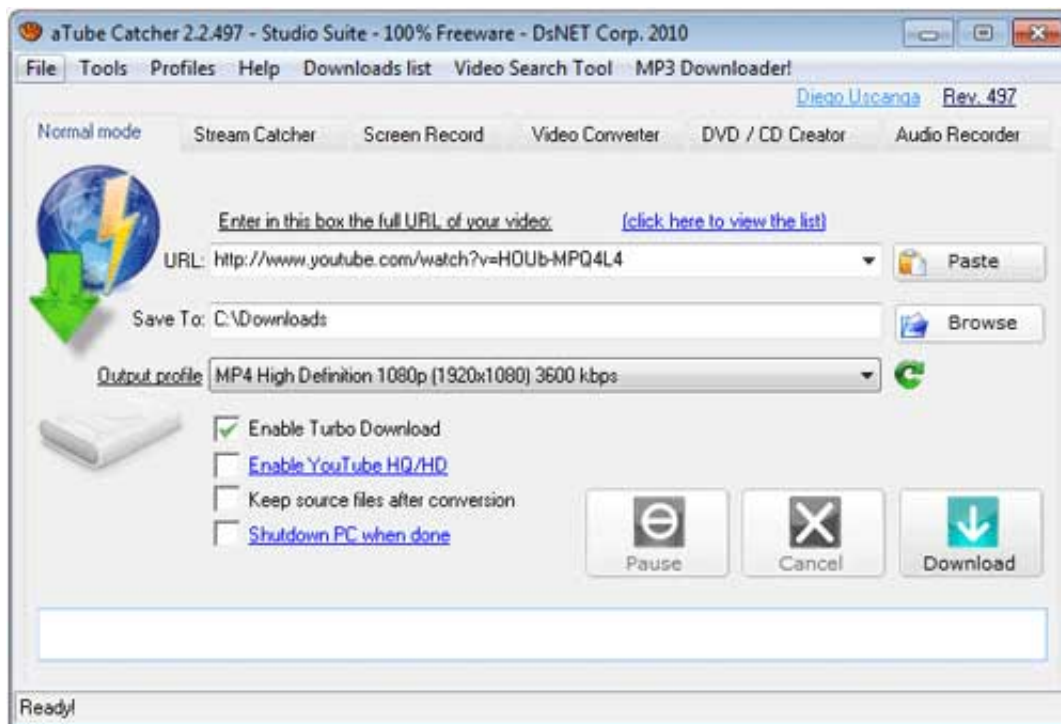 aTube Catcher 2.2.497 - Studio Suite - 100% Freeware - DsNET Corp. 2010
File Tools Profiles Help Downloads list Video Search Tool MP3 Downloader!
Diego Uscanga Rev. 497
Normal mode Stream Catcher Screen Record Video Converter DVD / CD Creator Audio Recorder
Enter in this box the full URL of your video: (click here to view the list)
URL: http://www.youtube.com/watch?v=HOUb-MPQ4L4 Paste
Save To: C:\Downloads Browse
Output profile MP4 High Definition 1080p (1920x1080) 3600 kbps
Enable Turbo Download
Enable YouTube HQ/HD
Keep source files after conversion
Shutdown PC when done
Pause Cancel Download
Ready!